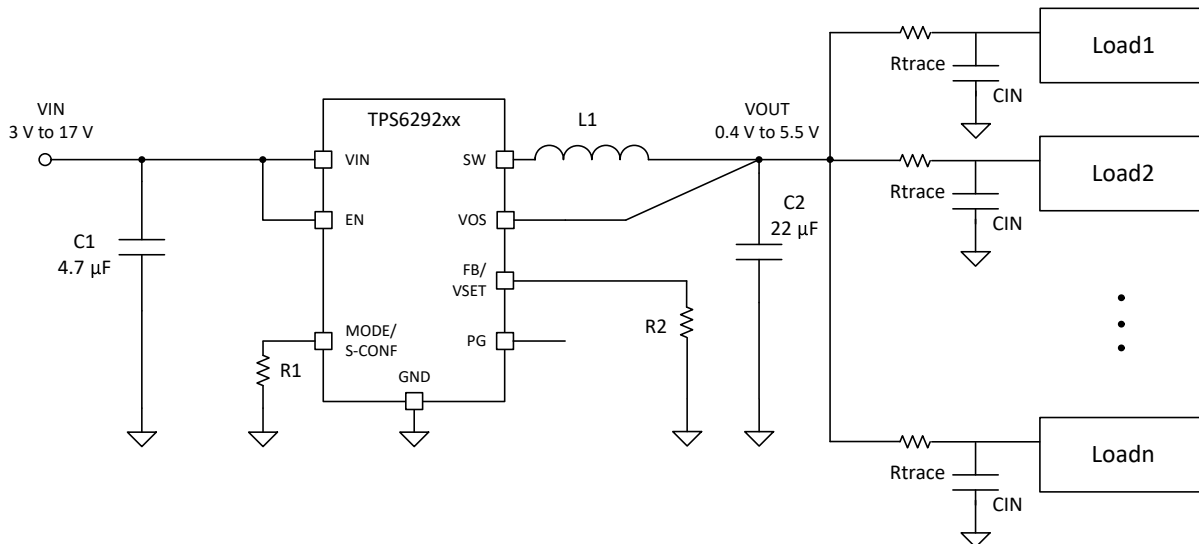 VIN
3 V to 17 V
C1
4.7 µF
TPS6292xx
VIN
EN
MODE/
S-CONF
SW
VOS
FB/
VSET
PG
GND
R1
L1
R2
VOUT
0.4 V to 5.5 V
C2
22 µF
Rtrace
CIN
Load1
Rtrace
CIN
Load2
Rtrace
CIN
Loadn